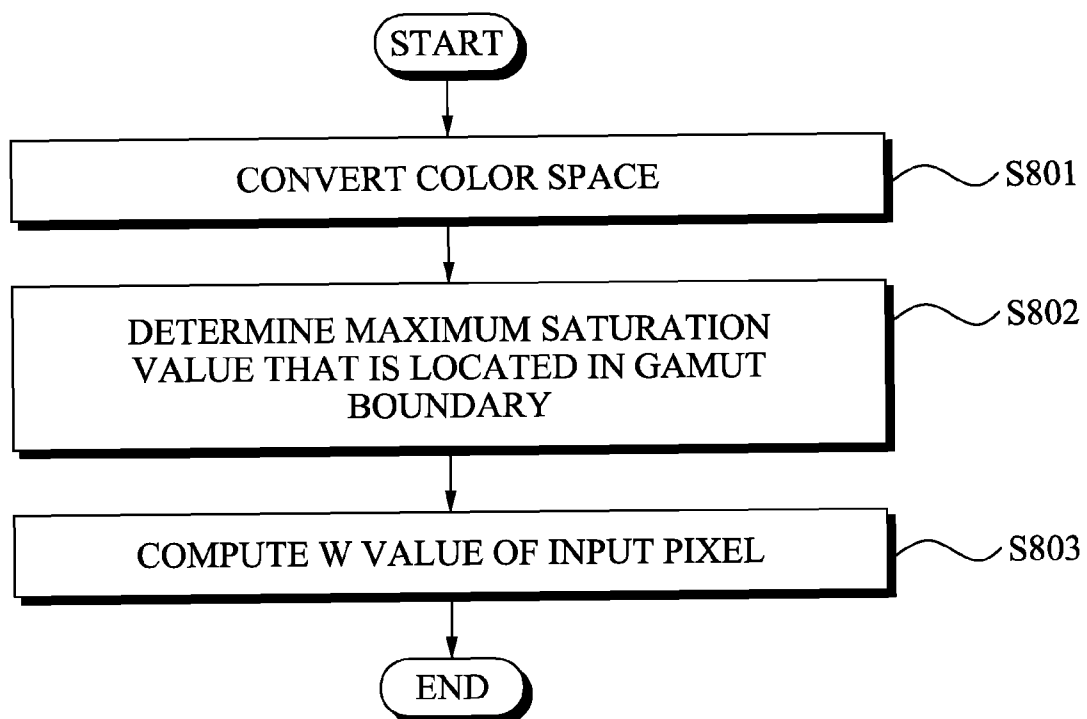 START
CONVERT COLOR SPACE
S801
DETERMINE MAXIMUM SATURATION
VALUE THAT IS LOCATED IN GAMUT
BOUNDARY
S802
COMPUTE W VALUE OF INPUT PIXEL
S803
END